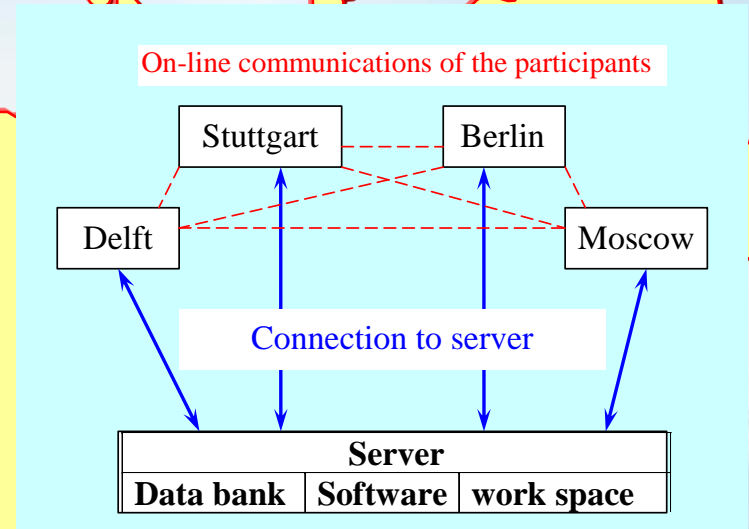 On-line communications of the participants
Stuttgart Berlin
Delft Moscow
Connection to server
Server
Data bank Software work space